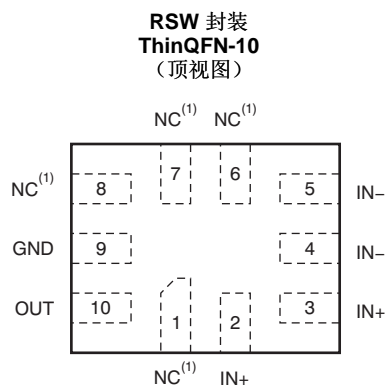 RSW 封装
ThinQFN-10
（顶视图）
NC(1) NC(1)
7 6
NC(1) 8 5 IN–
GND 9 4 IN–
OUT 10 3 IN+
1 2
NC(1) IN+